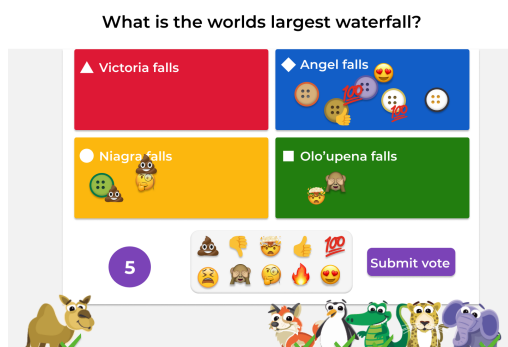 What is the worlds largest waterfall?
Victoria falls
Angel falls
Niagra falls
Olo'upena falls
5
Submit vote